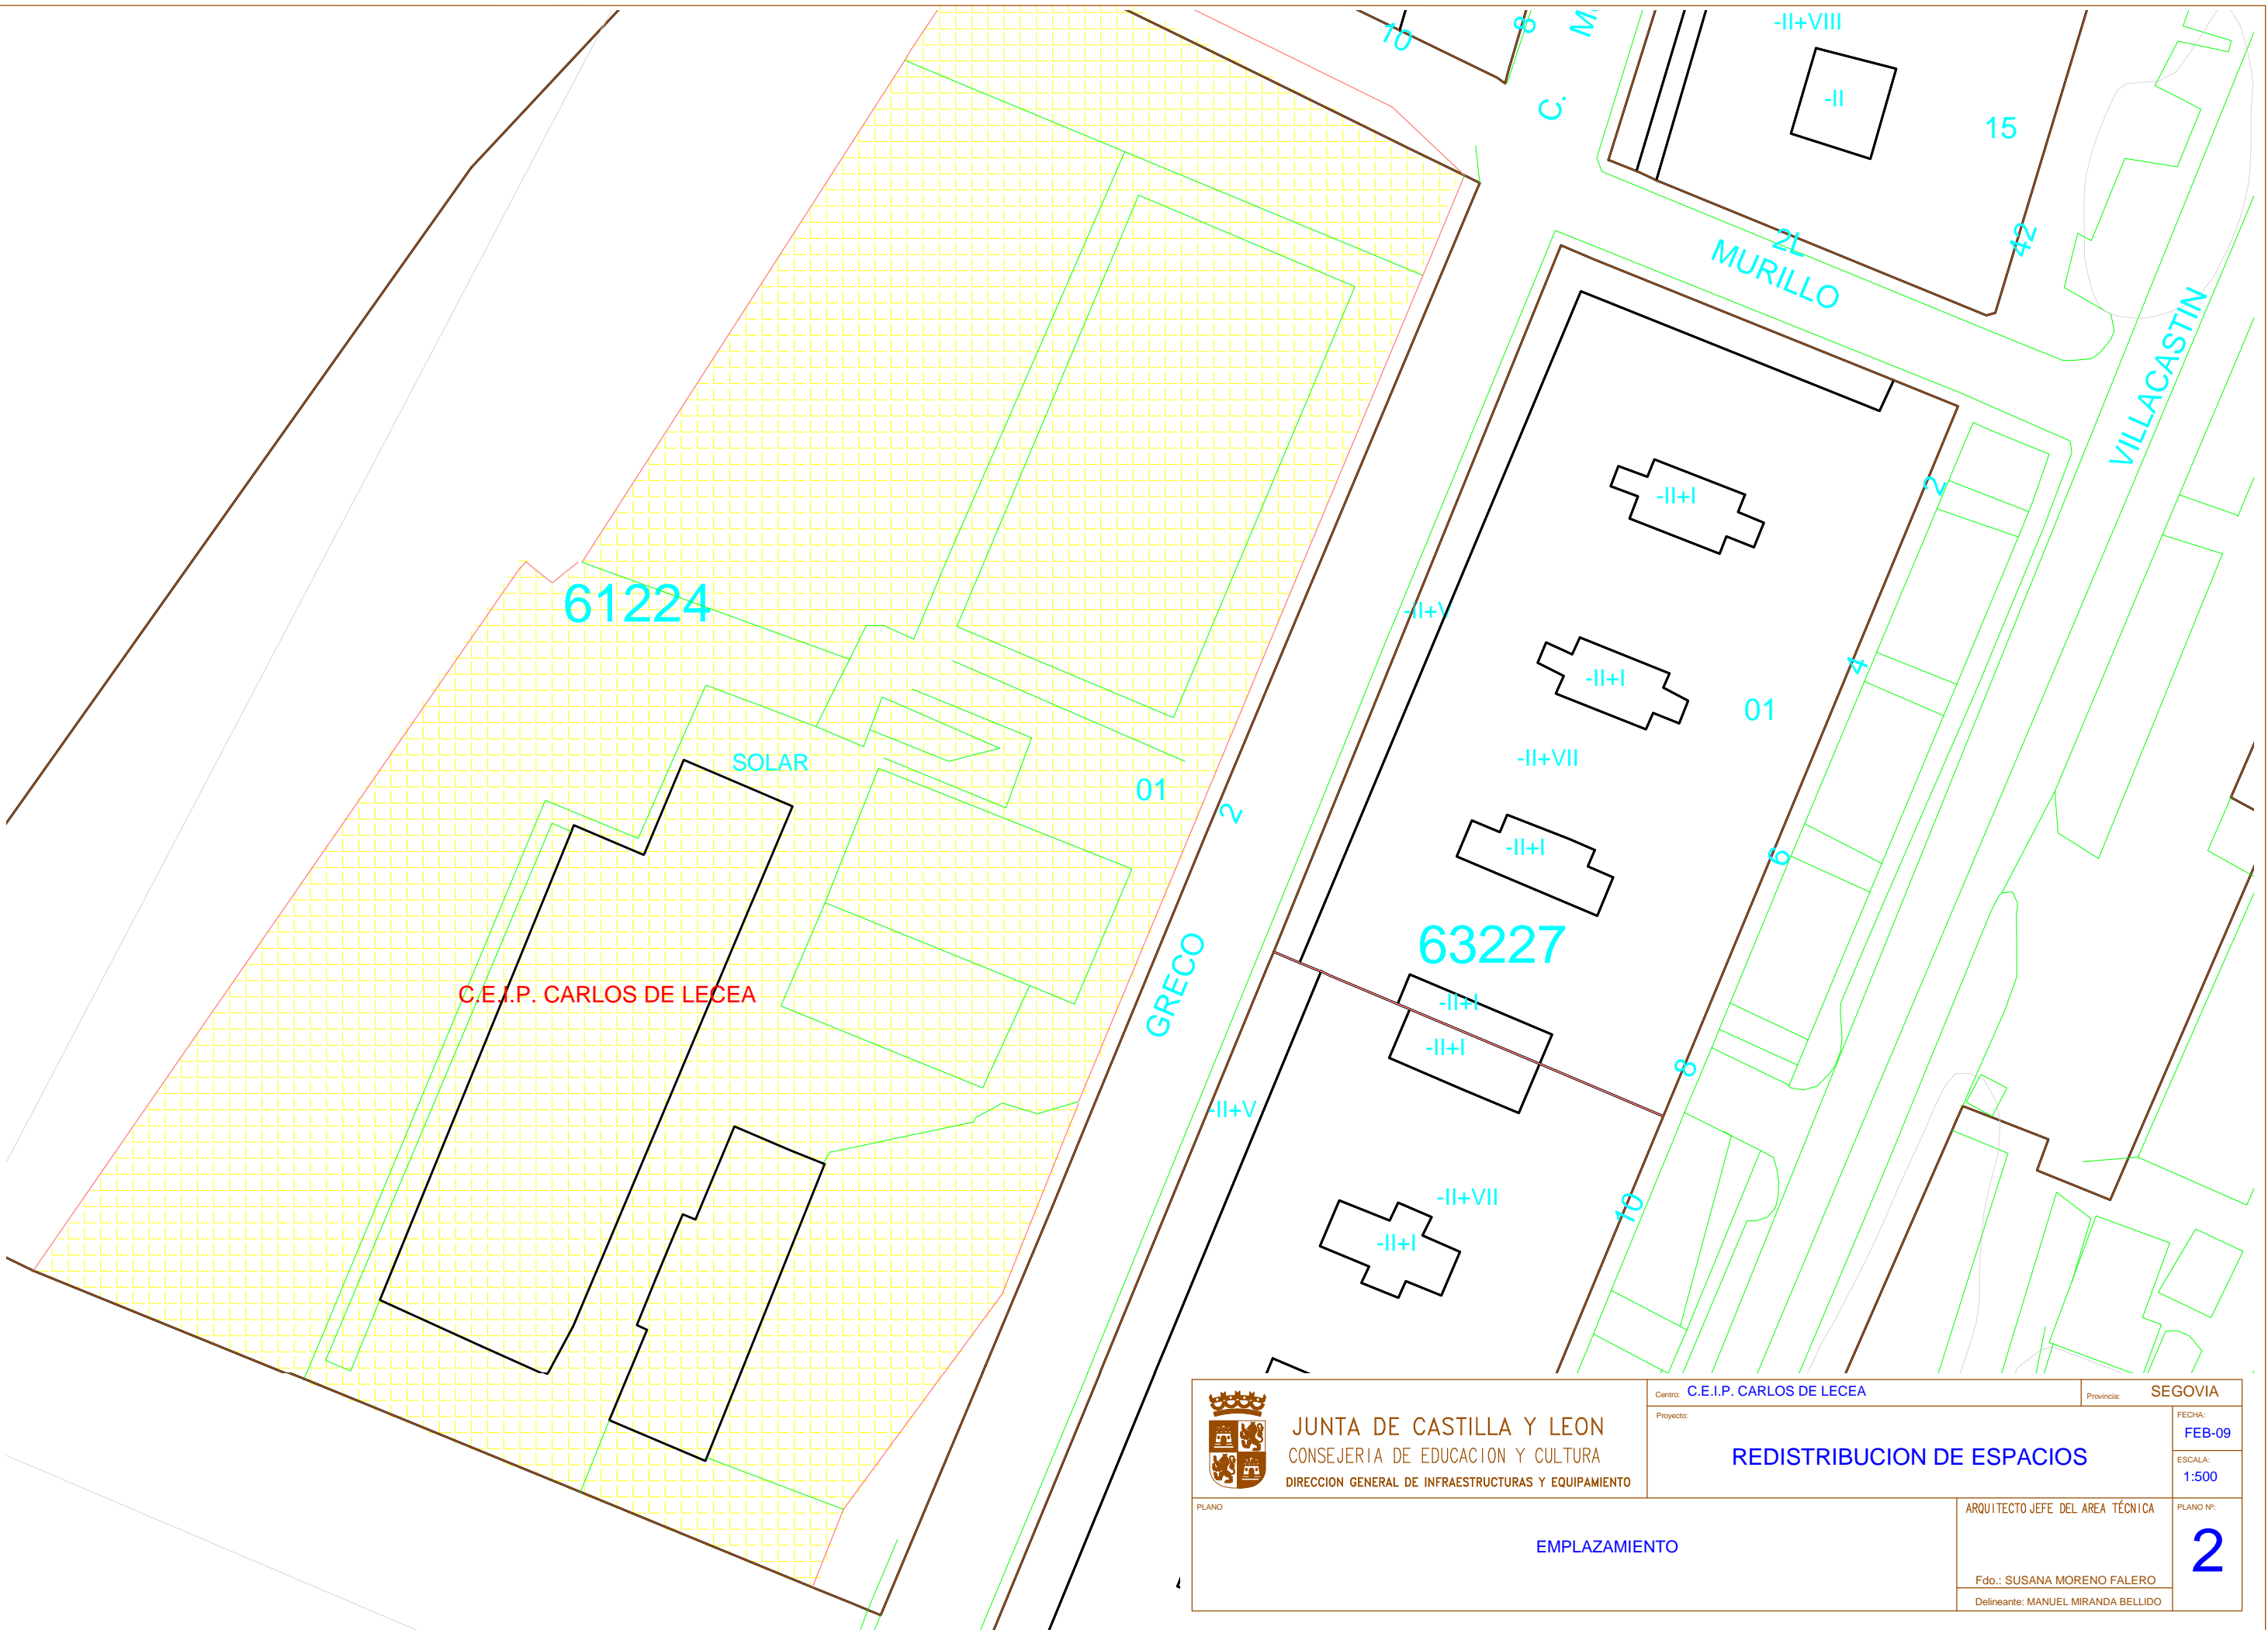 10
8
C.
-II+VIII
-II
15
2L
MURILLO
42
VILLACASTIN
-II+I
2
61224
-II+V
-II+I
4
01
SOLAR
-II+VII
01
2
-II+I
6
63227
GRECO
C.E.I.P. CARLOS DE LECEA
-II+I
-II+I
8
-II+V
-II+VII
10
-II+I
JUNTA DE CASTILLA Y LEON
CONSEJERIA DE EDUCACION Y CULTURA
DIRECCION GENERAL DE INFRAESTRUCTURAS Y EQUIPAMIENTO
Centro: C.E.I.P. CARLOS DE LECEA
Provincia: SEGOVIA
Proyecto:
REDISTRIBUCION DE ESPACIOS
FECHA:
FEB-09
ESCALA:
1:500
PLANO
EMPLAZAMIENTO
ARQUITECTO JEFE DEL AREA TÉCNICA
Fdo.: SUSANA MORENO FALERO
Delineante: MANUEL MIRANDA BELLIDO
PLANO Nº:
2